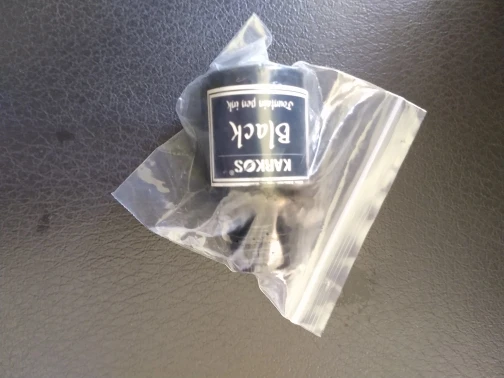 KARKOS®
Black
Fountain pen ink